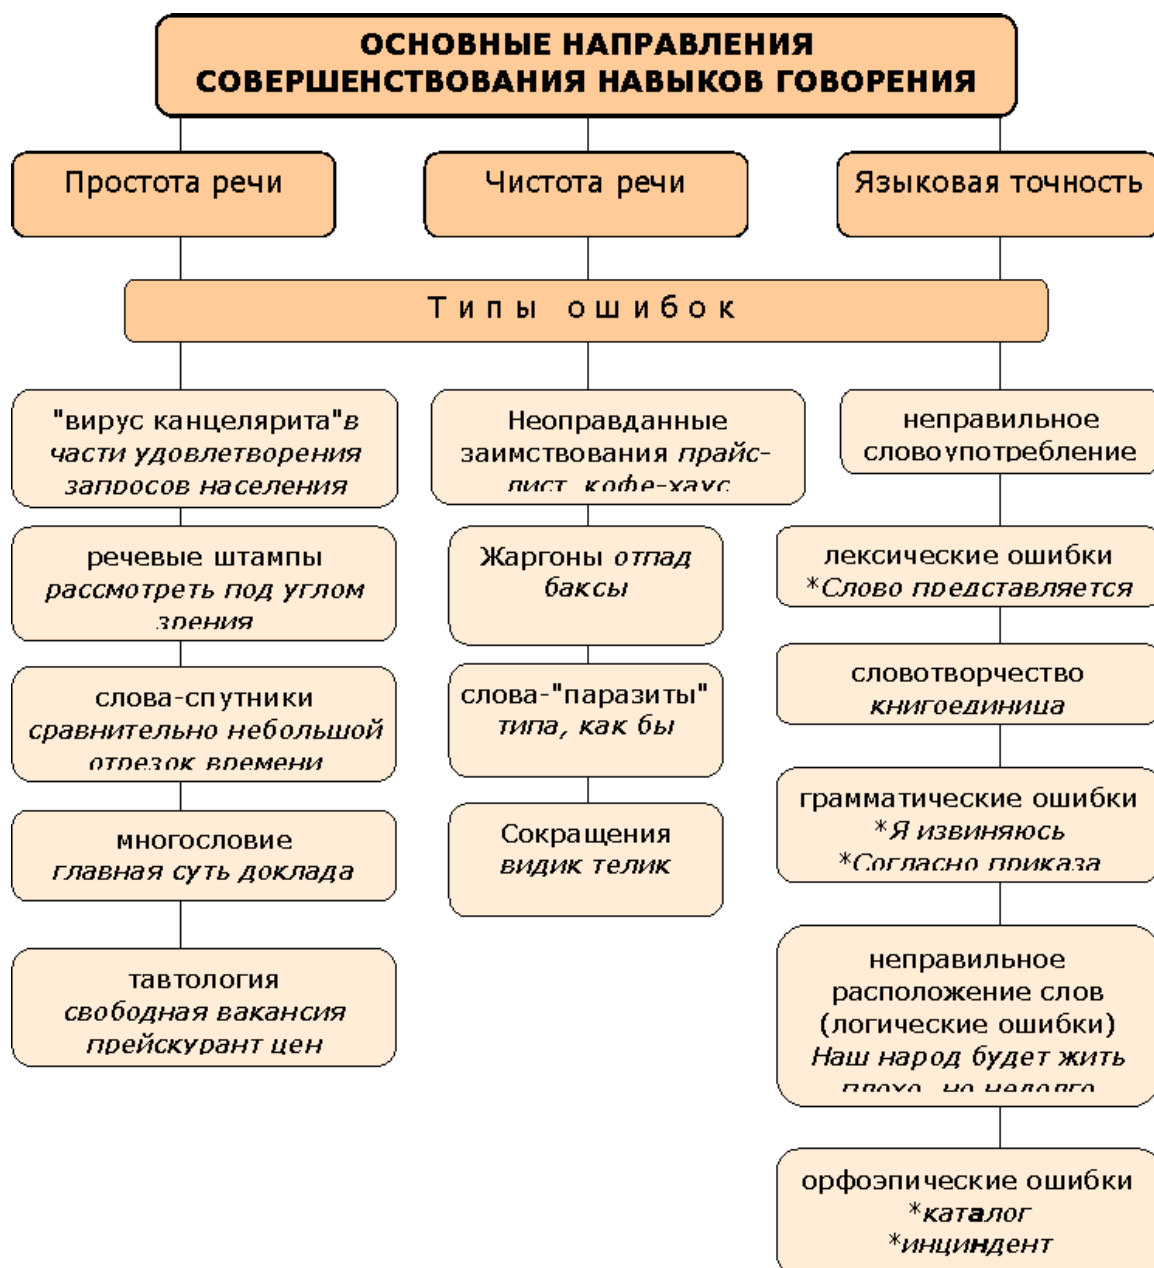 ОСНОВНЫЕ НАПРАВЛЕНИЯ
СОВЕРШЕНСТВОВАНИЯ НАВЫКОВ ГОВОРЕНИЯ
Простота речи
Чистота речи
Языковая точность
Типы ошибок
"вирус канцелярита"в
части удовлетворения
запросов населения
речевые штампы
рассмотреть под углом
зрения
слова-спутники
сравнительно небольшой
отрезок времени
многословие
главная суть доклада
тавтология
свободная вакансия
прейскурант цен
Неоправданные
заимствования прайс-
лист, кофе-хаус
Жаргоны отпад
баксы
слова-"паразиты"
типа, как бы
Сокращения
видик телик
неправильное
словоупотребление
лексические ошибки
*Слово представляется
словотворчество
книгоединица
грамматические ошибки
*Я извиняюсь
*Согласно приказа
неправильное
расположение слов
(логические ошибки)
Наш народ будет жить
плохо, но недолго
орфоэпические ошибки
*каталог
*инциндент